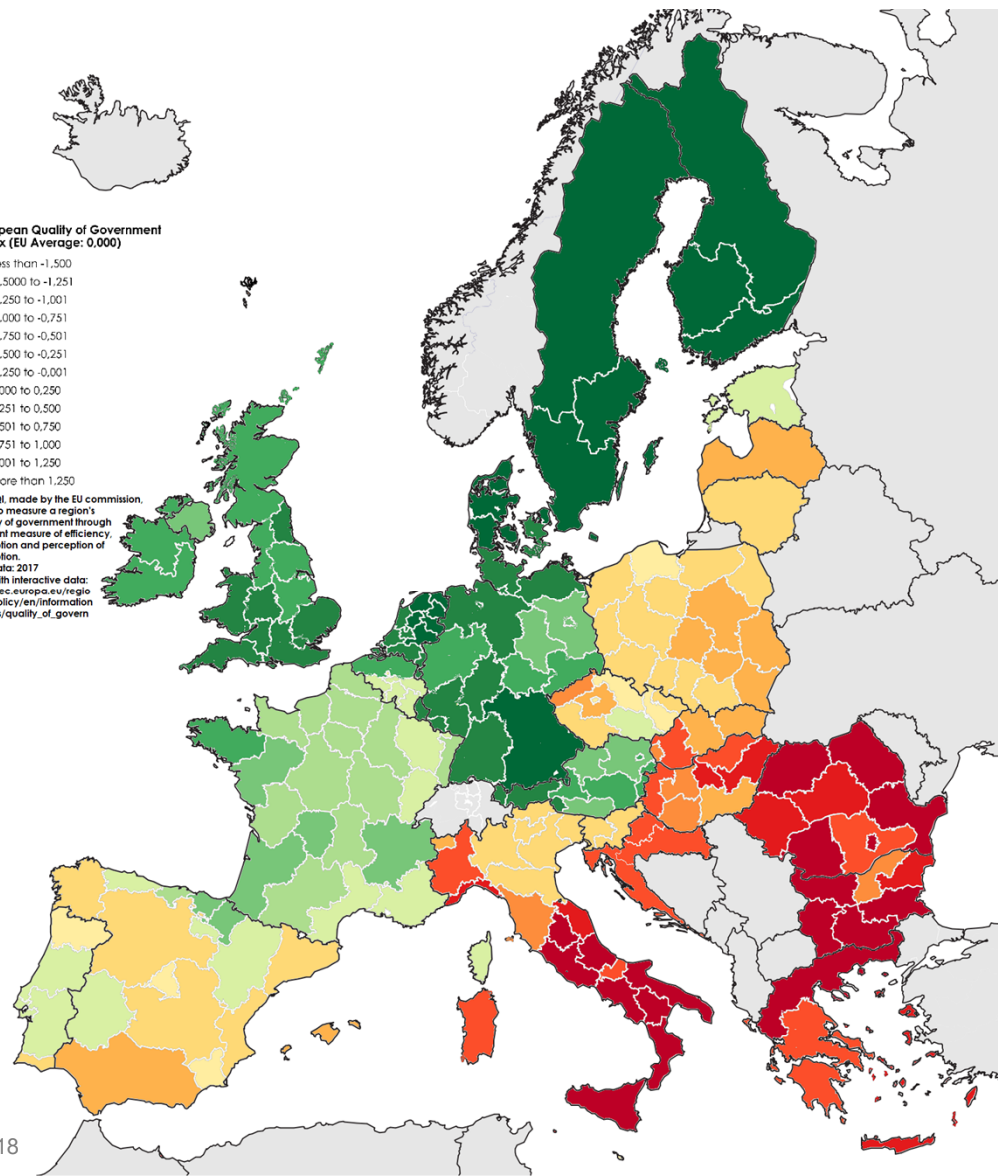 pean Quality of Government
x (EU Average: 0,000)
ss than -1,500
,5000 to -1,251
,250 to -1,001
,000 to -0,751
,750 to -0,501
,500 to -0,251
,250 to -0,001
000 to 0,250
251 to 0,500
501 to 0,750
751 to 1,000
001 to 1,250
ore than 1,250
QI, made by the EU commission,
o measure a region's
y of government through
nt measure of efficiency,
tion and perception of
ption.
ata: 2017
ith interactive data:
ec.europa.eu/regio
olicy/en/information
s/quality_of_govern
18